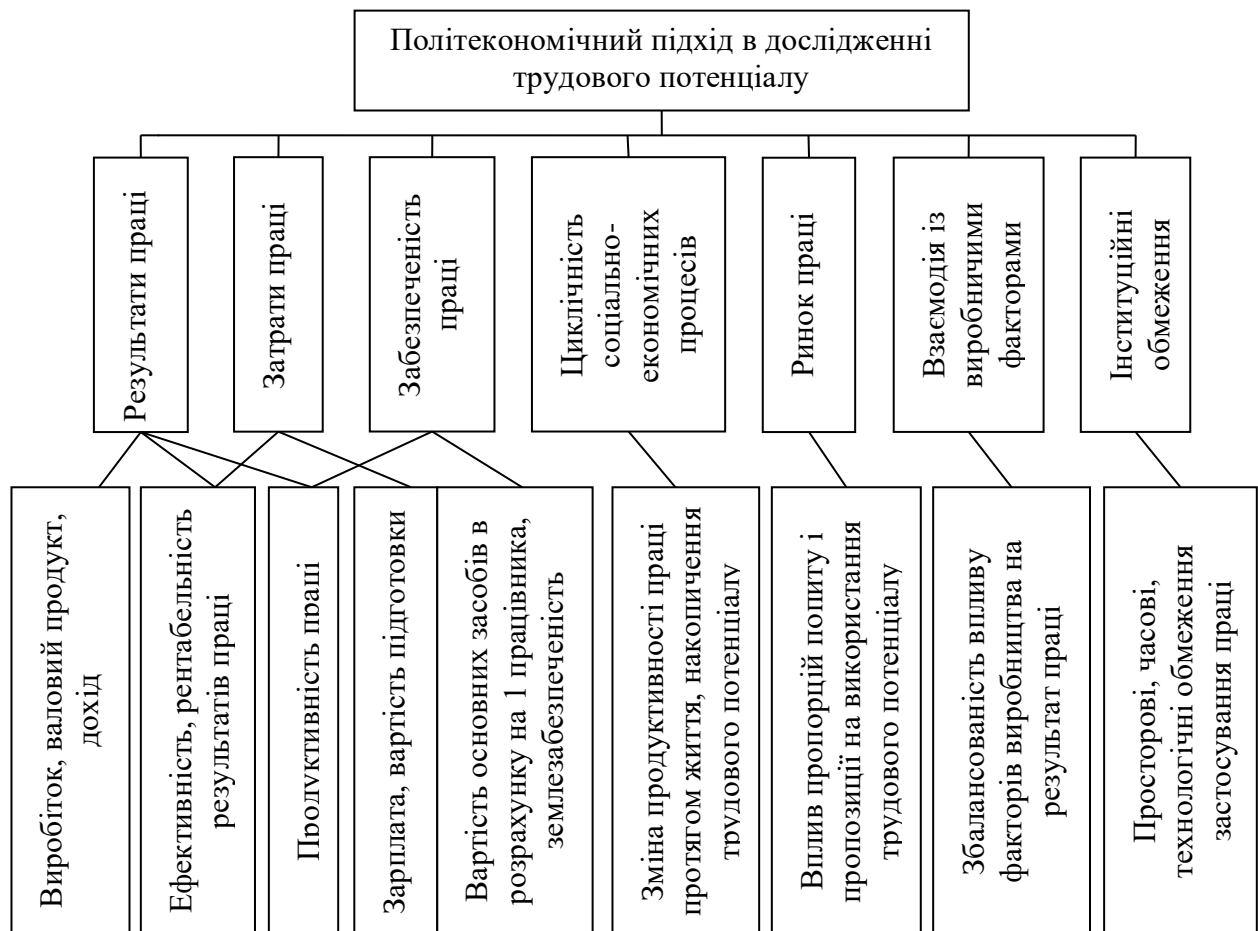 Політекономічний підхід в дослідженні
трудового потенціалу
Результати праці
Затрати праці
Забезпеченість
праці
Циклічність
соціально-
економічних
процесів
Ринок праці
Взаємодія із
виробничими
факторами
Інституційні
обмеження
Виробіток, валовий продукт,
дохід
Ефективність, рентабельність
результатів праці
Продуктивність праці
Зарплата, вартість підготовки
Вартість основних засобів в
розрахунку на 1 працівника,
землезабезпеченість
Зміна продуктивності праці
протягом життя, накопичення
трудового потенціалу
Вплив пропорцій попиту і
пропозиції на використання
трудового потенціалу
Збалансованість впливу
факторів виробництва на
результат праці
Просторові, часові,
технологічні обмеження
застосування праці